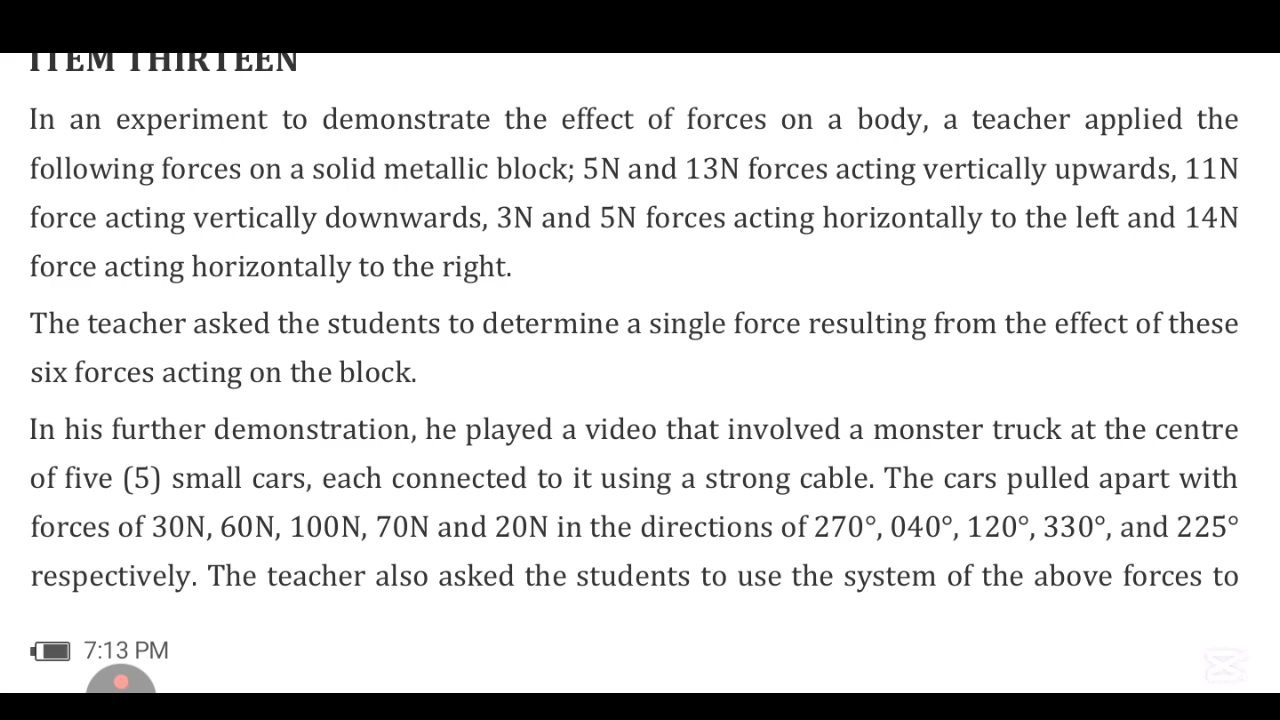 ITEM THIRTEEN
In an experiment to demonstrate the effect of forces on a body, a teacher applied the
following forces on a solid metallic block; 5N and 13N forces acting vertically upwards, 11N
force acting vertically downwards, 3N and 5N forces acting horizontally to the left and 14N
force acting horizontally to the right.
The teacher asked the students to determine a single force resulting from the effect of these
six forces acting on the block.
In his further demonstration, he played a video that involved a monster truck at the centre
of five (5) small cars, each connected to it using a strong cable. The cars pulled apart with
forces of 30N, 60N, 100N, 70N and 20N in the directions of 270°, 040°, 120°, 330°, and 225°
respectively. The teacher also asked the students to use the system of the above forces to
7:13 PM